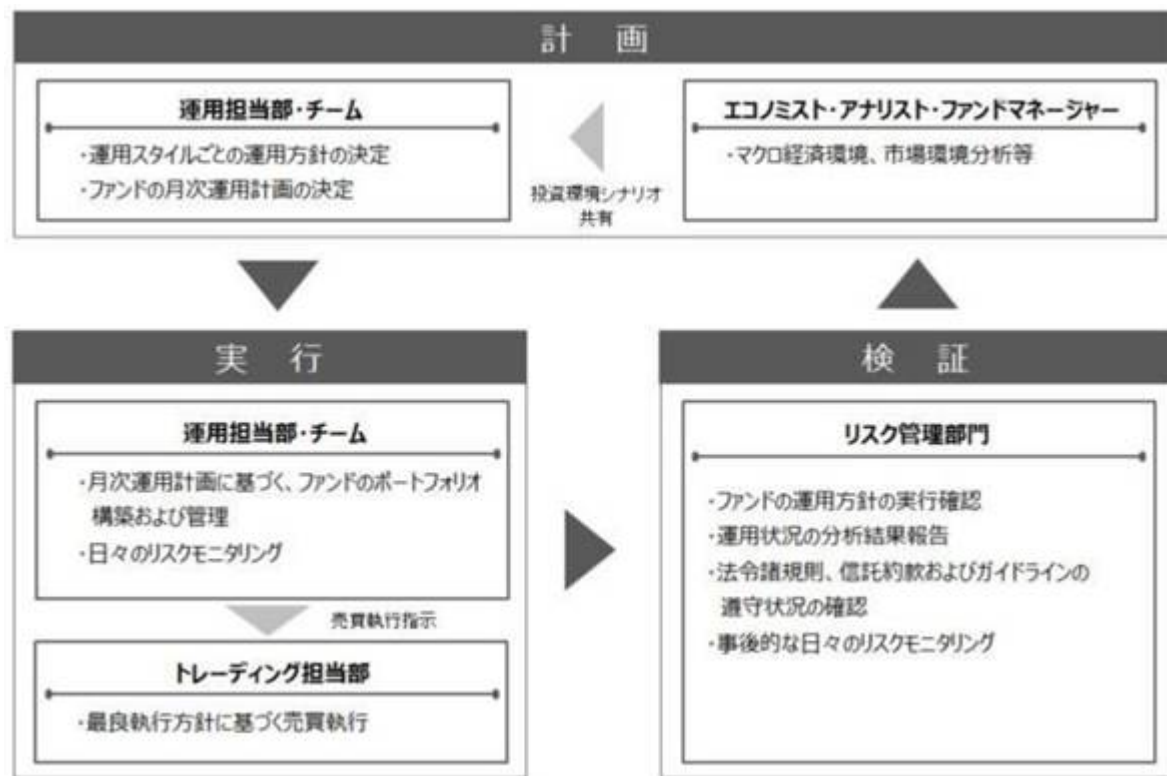 計 画
運用担当部・チーム
・運用スタイルごとの運用方針の決定
・ファンドの月次運用計画の決定
投資環境シナリオ
共有
エコノミスト・アナリスト・ファンドマネージャー
・マクロ経済環境、市場環境分析等
実 行
運用担当部・チーム
・月次運用計画に基づく、ファンドのポートフォリオ
構築および管理
・日々のリスクモニタリング
売買執行指示
トレーディング担当部
・最良執行方針に基づく売買執行
検 証
リスク管理部門
・ファンドの運用方針の実行確認
・運用状況の分析結果報告
・法令諸規則、信託約款およびガイドラインの
遵守状況の確認
・事後的な日々のリスクモニタリング